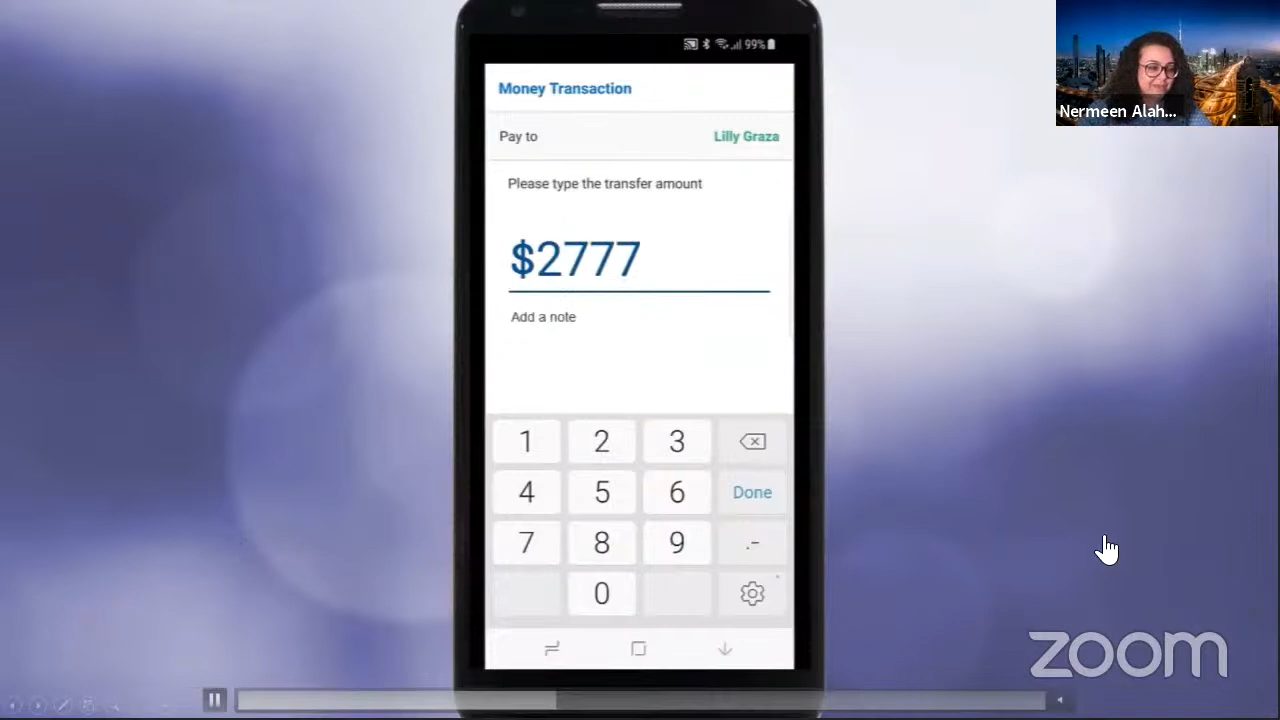 99%
Money Transaction
Pay to Lilly Graza
Please type the transfer amount
$2777
Add a note
1 2 3
4 5 6 Done
7 8 9 .-
0
Nermeen Alah...
zoom